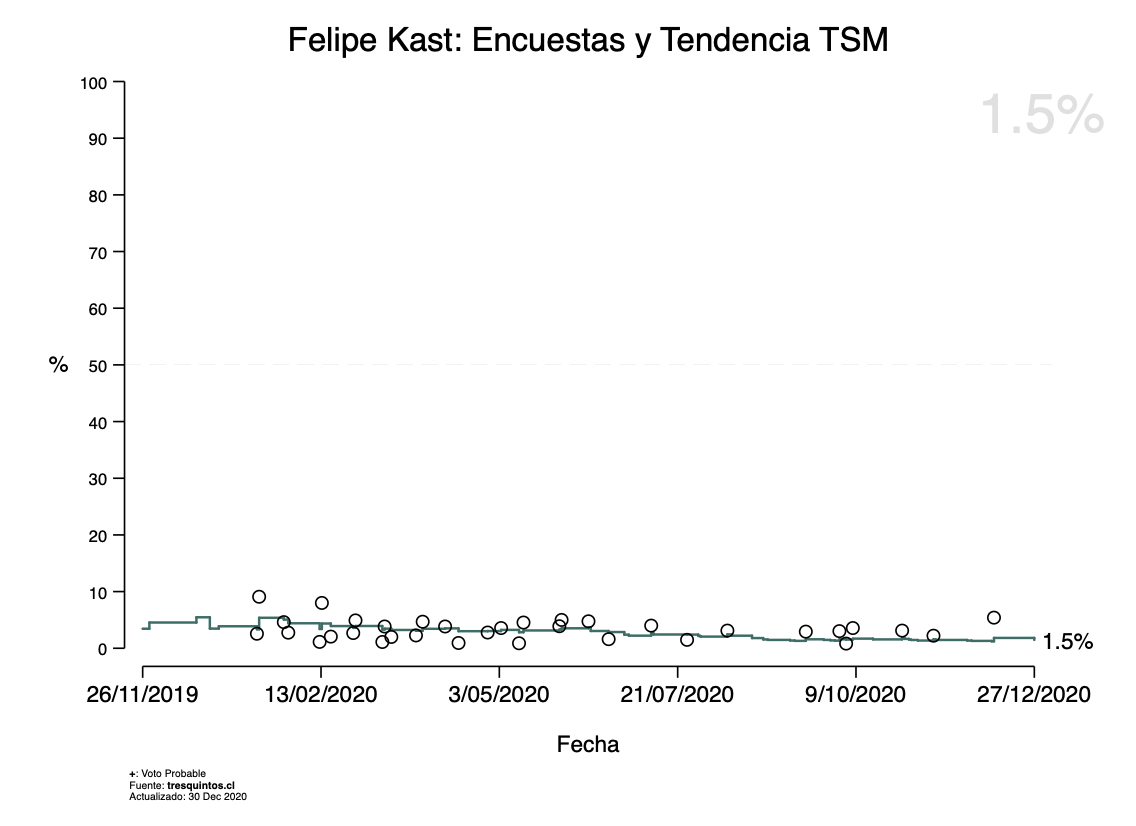 Felipe Kast: Encuestas y Tendencia TSM
1.5%
100
90
80
70
60
% 50
40
30
20
10
0
1.5%
26/11/2019 13/02/2020 3/05/2020 21/07/2020 9/10/2020 27/12/2020
Fecha
+: Voto Probable
Fuente: tresquintos.cl
Actualizado: 30 Dec 2020